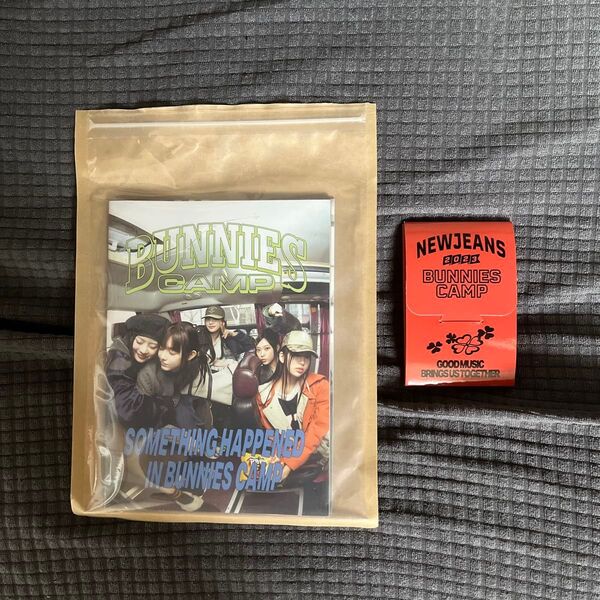 BUNNIES
CAMP
SOMETHING HAPPENED
IN BUNNIES CAMP
NEWJEANS
2023
BUNNIES
CAMP
GOOD MUSIC
BRINGS US TOGETHER